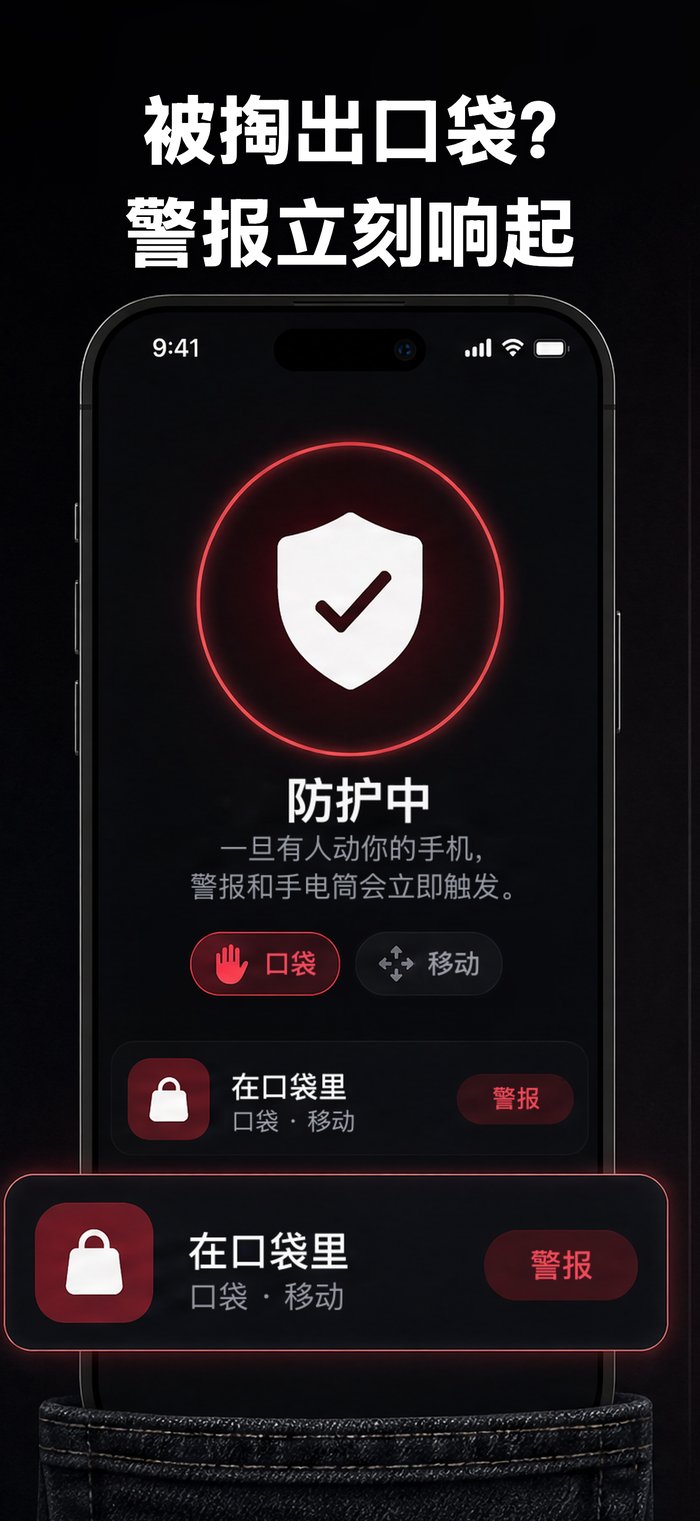 被掏出口袋?
警报立刻响起
9:41
防护中
一旦有人动你的手机,
警报和手电筒会立即触发。
口袋
移动
在口袋里
警报
口袋 · 移动
在口袋里
警报
口袋 · 移动